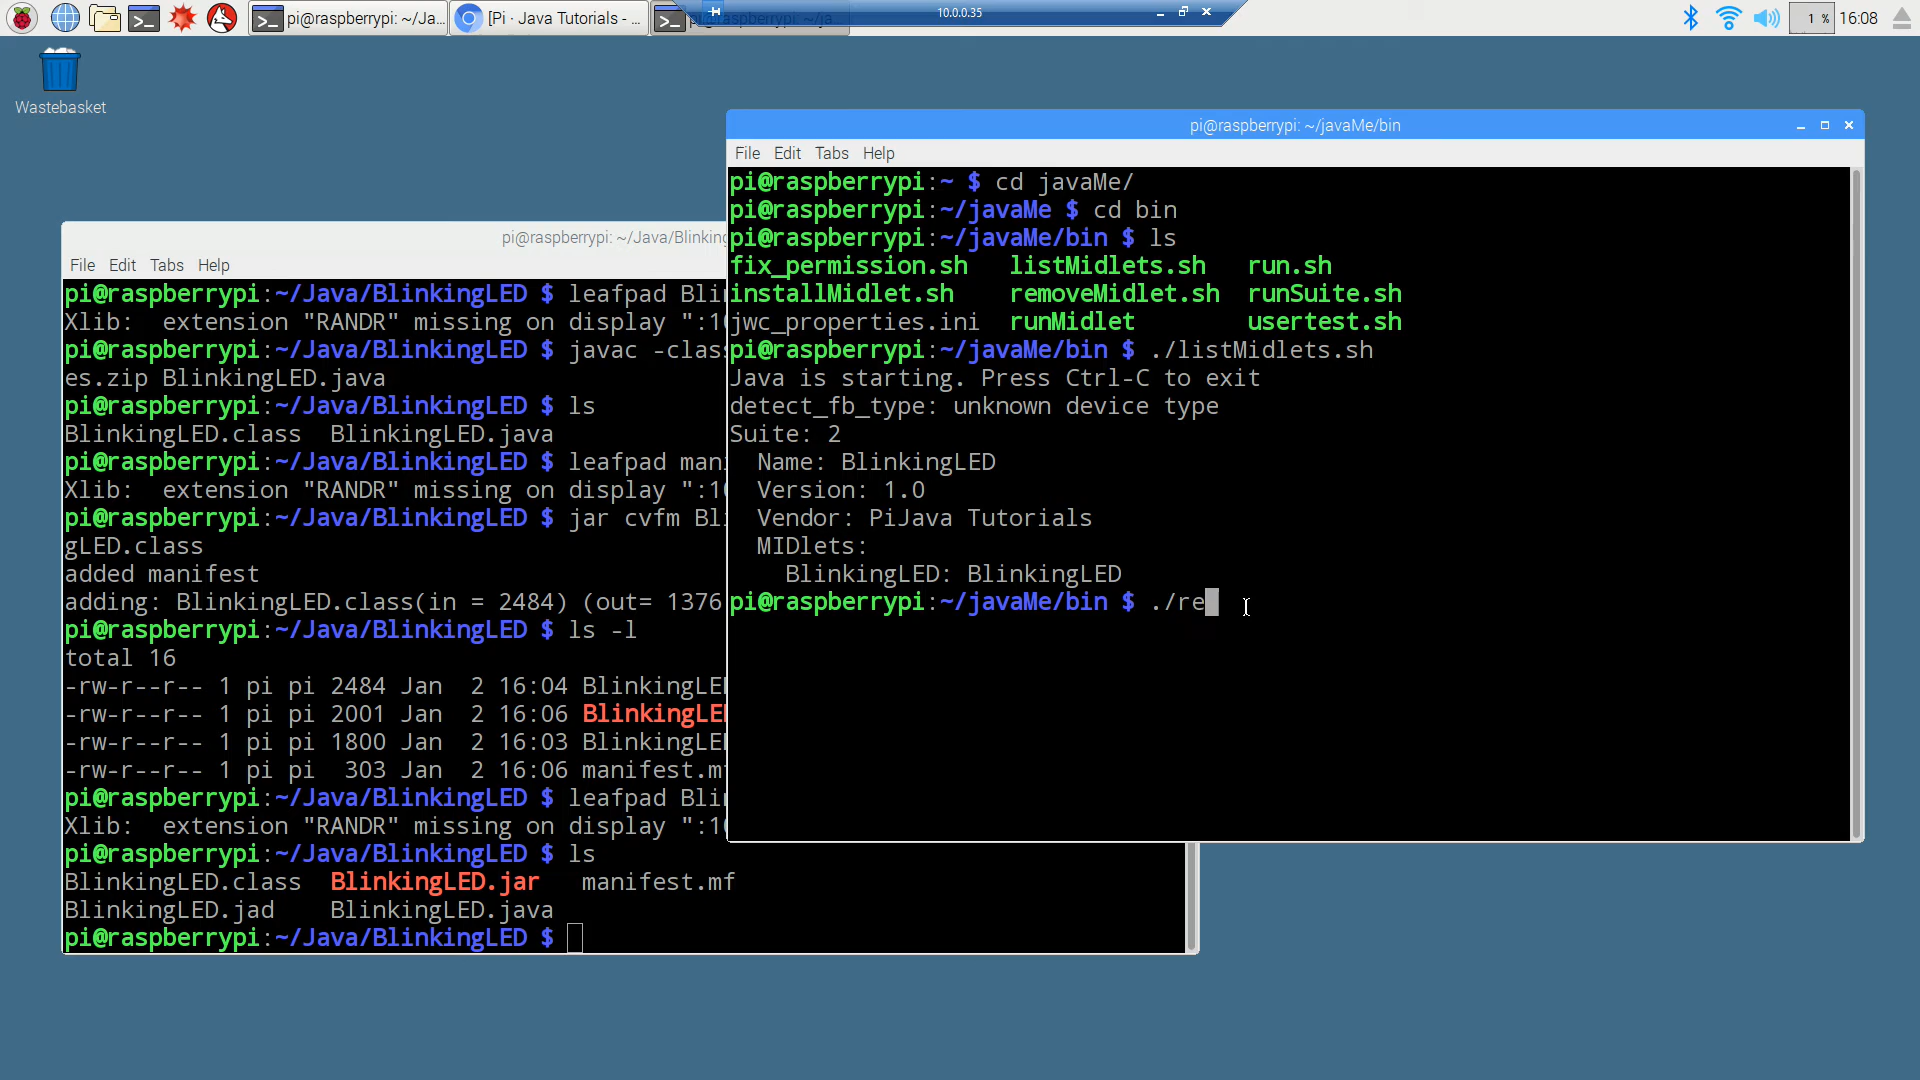 pi@raspberrypi: ~/Ja...
[Pi · Java Tutorials - ...
10.0.0.35
1 %
16:08
Wastebasket
pi@raspberrypi: ~/Java/Blinking
File Edit Tabs Help
pi@raspberrypi:~/Java/BlinkingLED $ leafpad Bli
Xlib:  extension "RANDR" missing on display ":1
pi@raspberrypi:~/Java/BlinkingLED $ javac -clas
es.zip BlinkingLED.java
pi@raspberrypi:~/Java/BlinkingLED $ ls
BlinkingLED.class  BlinkingLED.java
pi@raspberrypi:~/Java/BlinkingLED $ leafpad man
Xlib:  extension "RANDR" missing on display ":1
pi@raspberrypi:~/Java/BlinkingLED $ jar cvfm Bl
gLED.class
added manifest
adding: BlinkingLED.class(in = 2484) (out= 1376
pi@raspberrypi:~/Java/BlinkingLED $ ls -l
total 16
-rw-r--r-- 1 pi pi 2484 Jan  2 16:04 BlinkingLE
-rw-r--r-- 1 pi pi 2001 Jan  2 16:06 BlinkingLE
-rw-r--r-- 1 pi pi 1800 Jan  2 16:03 BlinkingLE
-rw-r--r-- 1 pi pi  303 Jan  2 16:06 manifest.m
pi@raspberrypi:~/Java/BlinkingLED $ leafpad Bli
Xlib:  extension "RANDR" missing on display ":1
pi@raspberrypi:~/Java/BlinkingLED $ ls
BlinkingLED.class  BlinkingLED.jar   manifest.mf
BlinkingLED.jad    BlinkingLED.java
pi@raspberrypi:~/Java/BlinkingLED $
pi@raspberrypi: ~/javaMe/bin
File Edit Tabs Help
pi@raspberrypi:~ $ cd javaMe/
pi@raspberrypi:~/javaMe $ cd bin
pi@raspberrypi:~/javaMe/bin $ ls
fix_permission.sh   listMidlets.sh   run.sh
installMidlet.sh    removeMidlet.sh  runSuite.sh
jwc_properties.ini  runMidlet        usertest.sh
pi@raspberrypi:~/javaMe/bin $ ./listMidlets.sh
Java is starting. Press Ctrl-C to exit
detect_fb_type: unknown device type
Suite: 2
  Name: BlinkingLED
  Version: 1.0
  Vendor: PiJava Tutorials
  MIDlets:
    BlinkingLED: BlinkingLED
pi@raspberrypi:~/javaMe/bin $ ./re